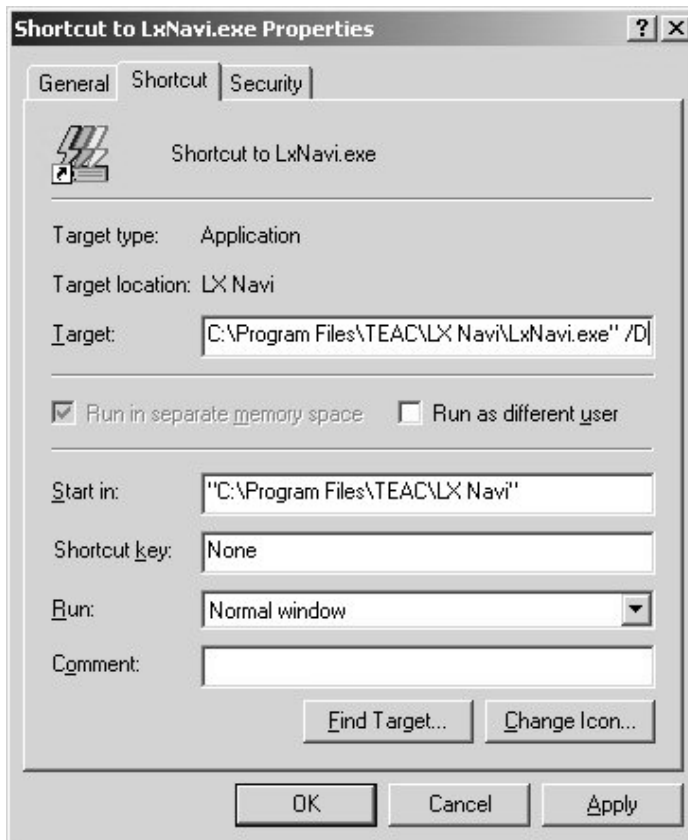 Shortcut to LxNavi.exe Properties
General Shortcut Security
Shortcut to LxNavi.exe
Target type: Application
Target location: LX Navi
Target: C:\Program Files\TEAC\LX Navi\LxNavi.exe" /D
Run in separate memory space Run as different user
Start in: "C:\Program Files\TEAC\LX Navi"
Shortcut key: None
Run: Normal window
Comment:
Find Target... Change Icon...
OK Cancel Apply